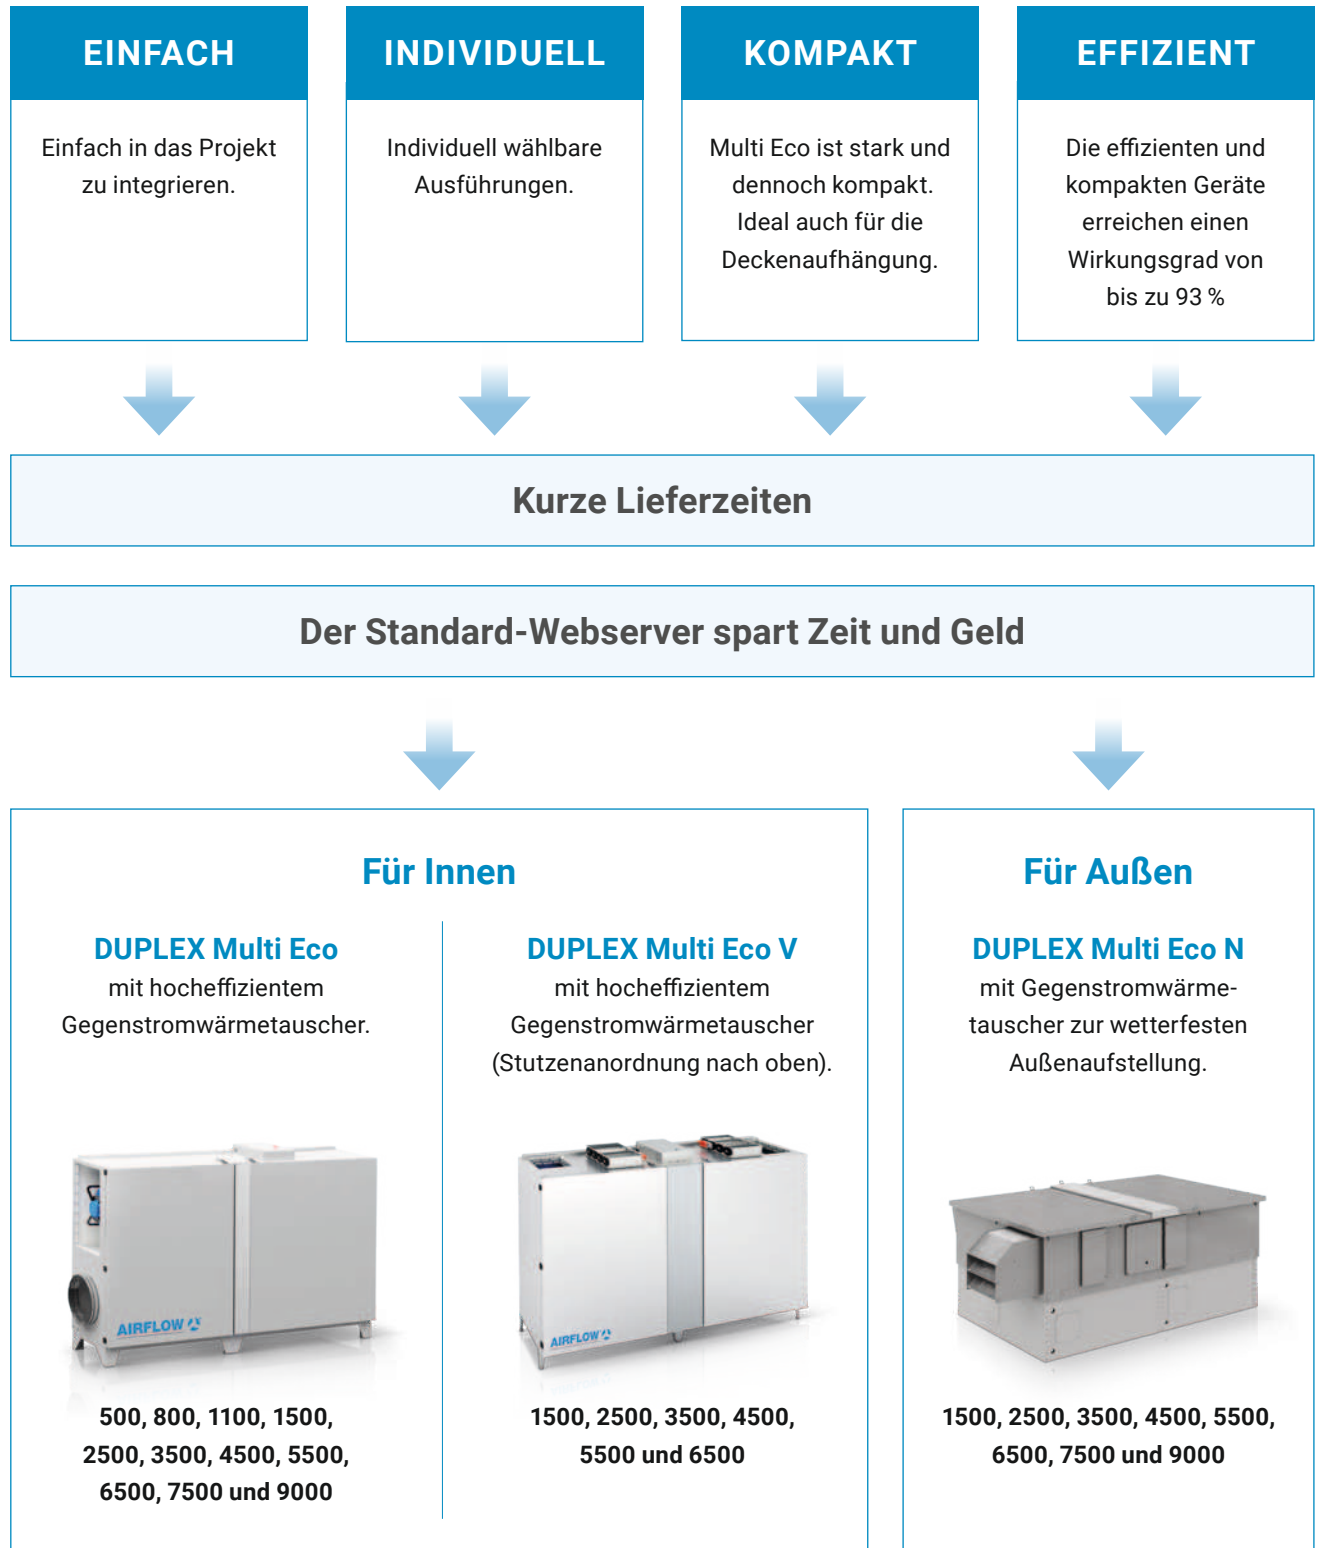 EINFACH
Einfach in das Projekt
zu integrieren.
INDIVIDUELL
Individuell wählbare
Ausführungen.
KOMPAKT
Multi Eco ist stark und
dennoch kompakt.
Ideal auch für die
Deckenaufhängung.
EFFIZIENT
Die effizienten und
kompakten Geräte
erreichen einen
Wirkungsgrad von
bis zu 93 %
Kurze Lieferzeiten
Der Standard-Webserver spart Zeit und Geld
Für Innen
DUPLEX Multi Eco
mit hocheffizientem
Gegenstromwärmetauscher.
AIRFLOW
500, 800, 1100, 1500,
2500, 3500, 4500, 5500,
6500, 7500 und 9000
DUPLEX Multi Eco V
mit hocheffizientem
Gegenstromwärmetauscher
(Stutzenanordnung nach oben).
AIRFLOW
1500, 2500, 3500, 4500,
5500 und 6500
Für Außen
DUPLEX Multi Eco N
mit Gegenstromwärme-
tauscher zur wetterfesten
Außenaufstellung.
1500, 2500, 3500, 4500, 5500,
6500, 7500 und 9000